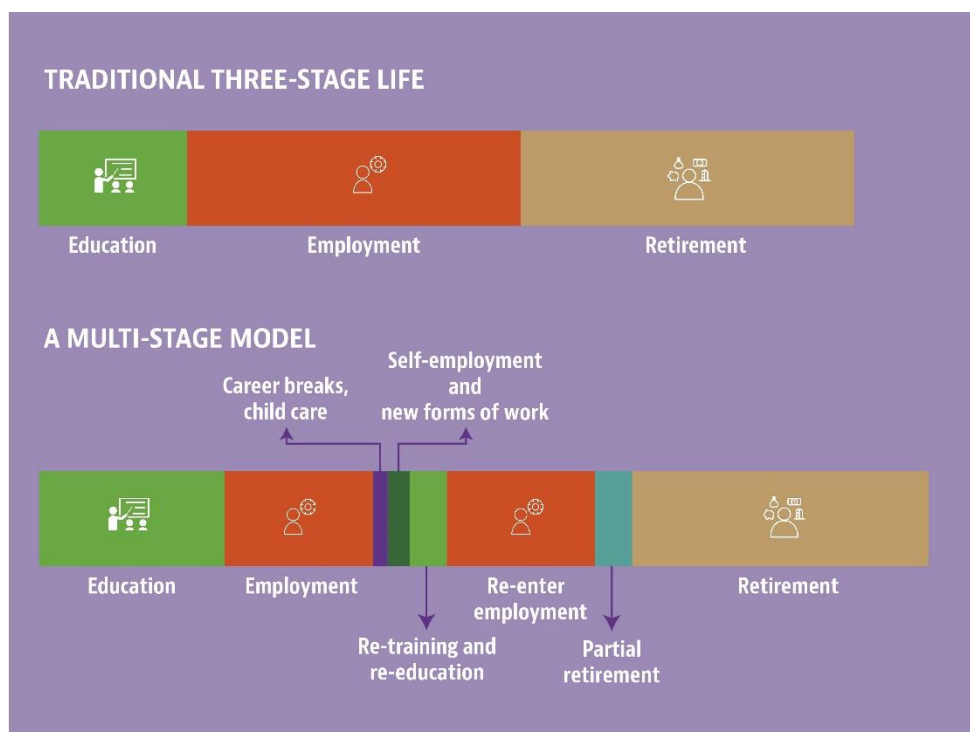 TRADITIONAL THREE-STAGE LIFE
Education
Employment
Retirement
A MULTI-STAGE MODEL
Career breaks,
child care
Self-employment
and
new forms of work
Education
Employment
Re-enter
employment
Retirement
Re-training and
re-education
Partial
retirement